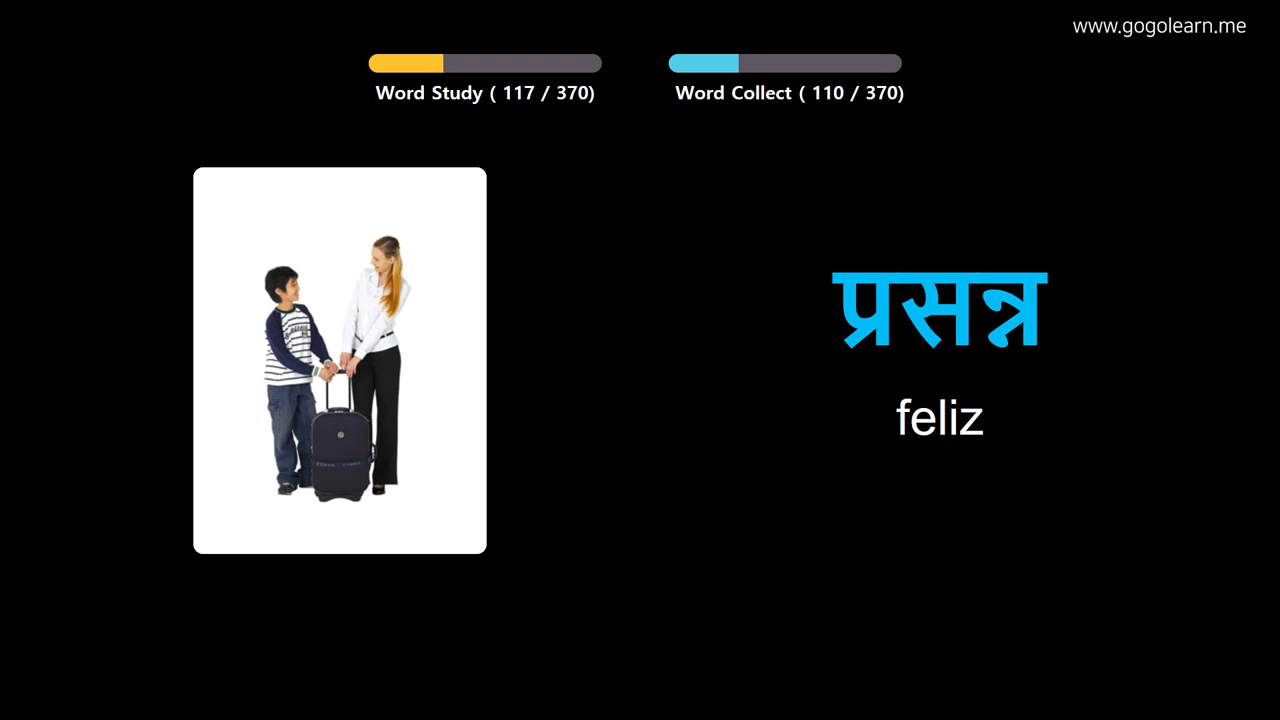 www.gogolearn.me
Word Study ( 117 / 370)
Word Collect ( 110 / 370)
प्रसन्न
feliz